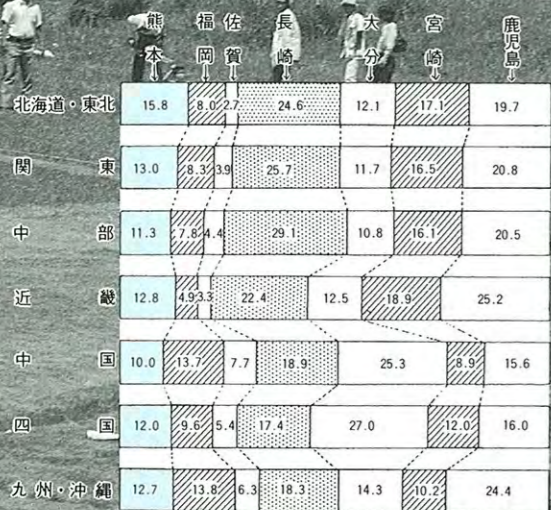 熊本 福岡 佐賀 長崎 大分 宮崎 鹿児島
北海道・東北 15.8 8.0 2.7 24.6 12.1 17.1 19.7
関東 13.0 8.3 3.9 25.7 11.7 16.5 20.8
中部 11.3 7.8 4.4 29.1 10.8 16.1 20.5
近畿 12.8 4.9 3.3 22.4 12.5 18.9 25.2
中国 10.0 13.7 7.7 18.9 25.3 8.9 15.6
四国 12.0 9.6 5.4 17.4 27.0 12.0 16.0
九州・沖縄 12.7 13.8 6.3 18.3 14.3 10.2 24.4